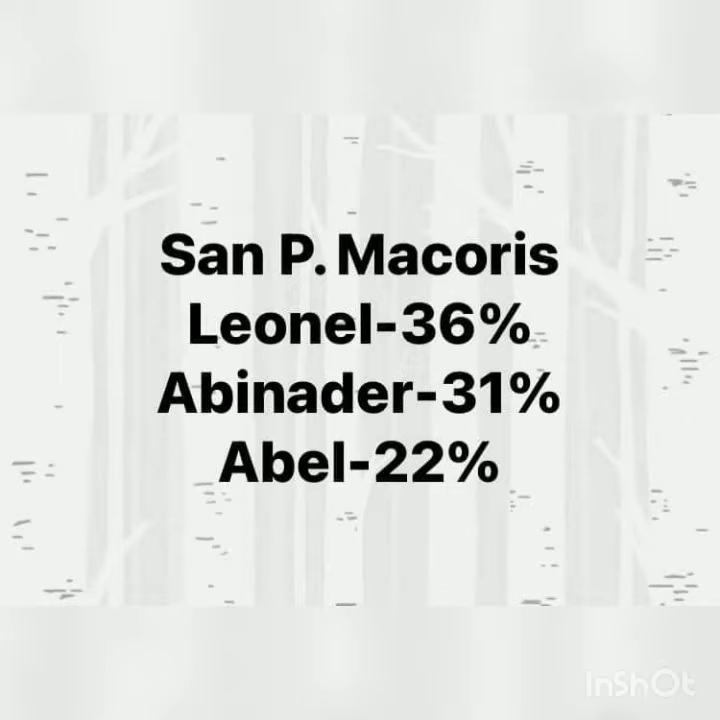 San P. Macoris
Leonel-36%
Abinader-31%
Abel-22%
InShOt